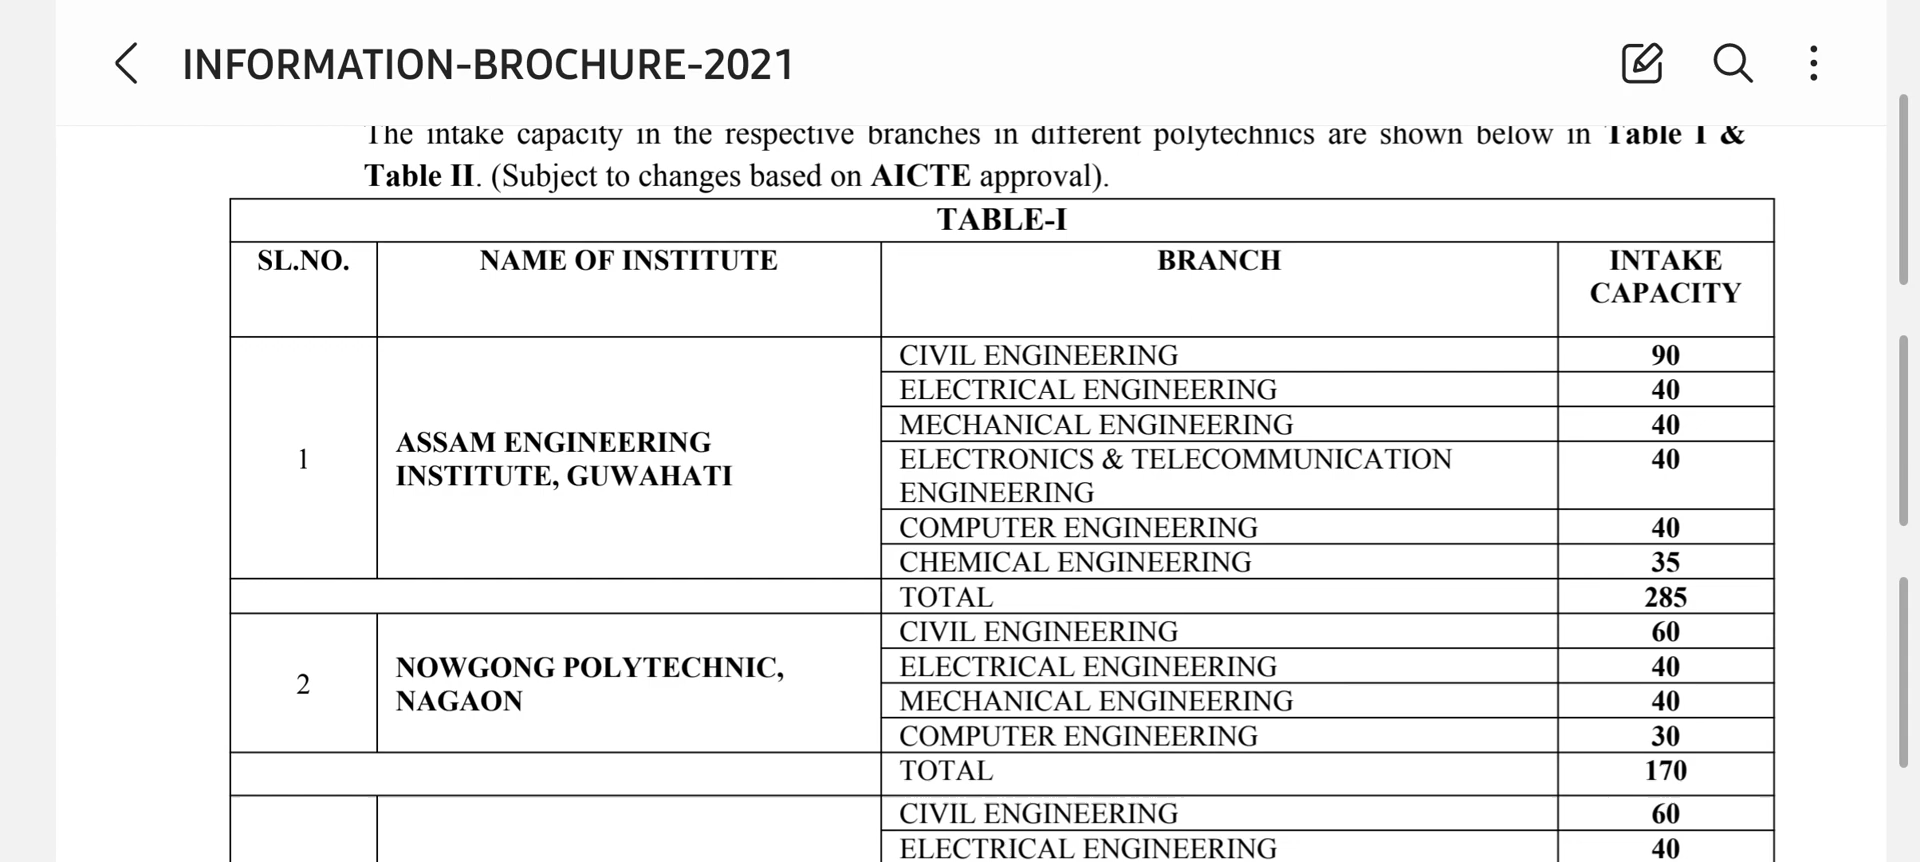 INFORMATION-BROCHURE-2021
The intake capacity in the respective branches in different polytechnics are shown below in Table I &
Table II. (Subject to changes based on AICTE approval).
TABLE-I
SL.NO. NAME OF INSTITUTE BRANCH INTAKE
CAPACITY
CIVIL ENGINEERING 90
ELECTRICAL ENGINEERING 40
MECHANICAL ENGINEERING 40
1 ASSAM ENGINEERING
INSTITUTE, GUWAHATI
ELECTRONICS & TELECOMMUNICATION 40
ENGINEERING
COMPUTER ENGINEERING 40
CHEMICAL ENGINEERING 35
TOTAL 285
2 NOWGONG POLYTECHNIC,
NAGAON
CIVIL ENGINEERING 60
ELECTRICAL ENGINEERING 40
MECHANICAL ENGINEERING 40
COMPUTER ENGINEERING 30
TOTAL 170
CIVIL ENGINEERING 60
ELECTRICAL ENGINEERING 40